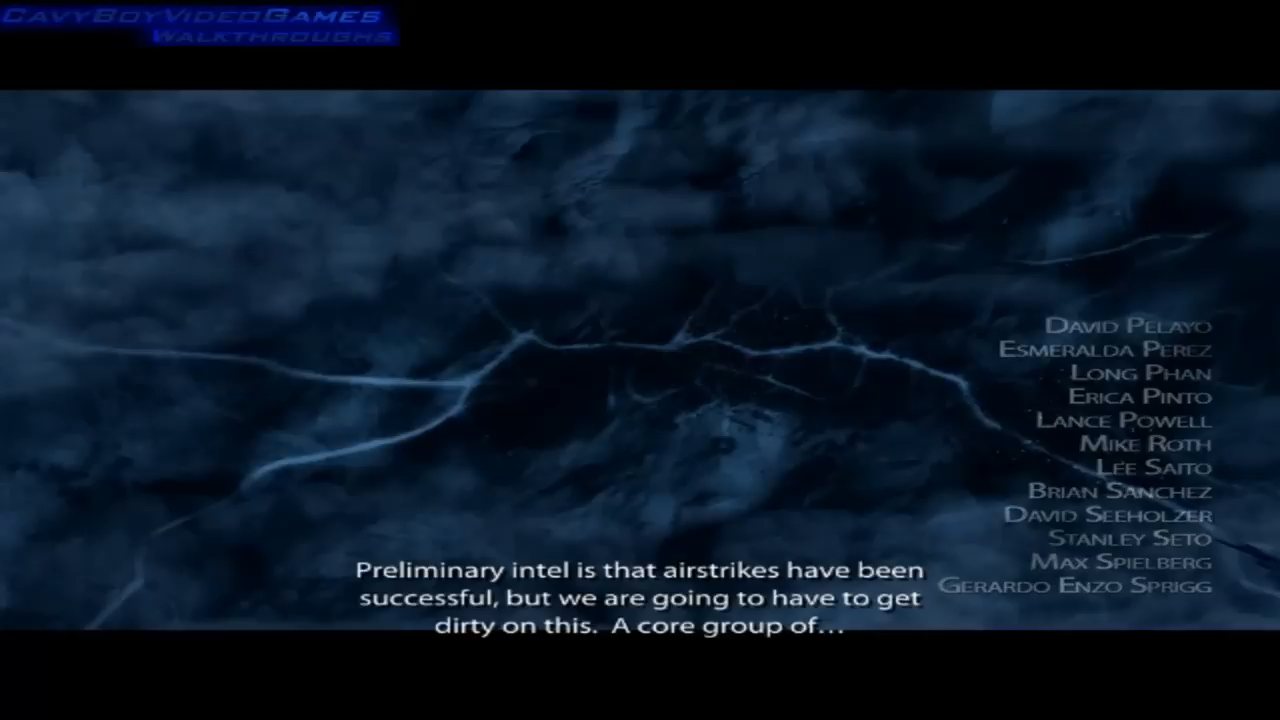 CavyBoyVideoGames
Walkthroughs
David Pelayo
Esmeralda Perez
Long Phan
Erica Pinto
Lance Powell
Mike Roth
Lee Saito
Brian Sanchez
David Seeholzer
Stanley Seto
Max Spielberg
Gerardo Enzo Sprigg
Preliminary intel is that airstrikes have been
successful, but we are going to have to get
dirty on this. A core group of...